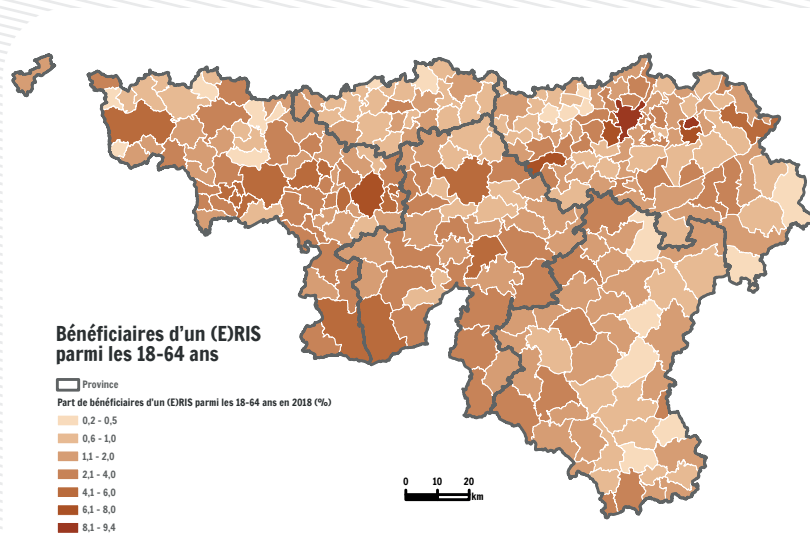 Bénéficiaires d'un (E)RIS
parmi les 18-64 ans
Province
Part de bénéficiaires d'un (E)RIS parmi les 18-64 ans en 2018 (‰)
0,2 - 0,5
0,6 - 1,0
1,1 - 2,0
2,1 - 4,0
4,1 - 6,0
6,1 - 8,0
8,1 - 9,4
0 10 20
km